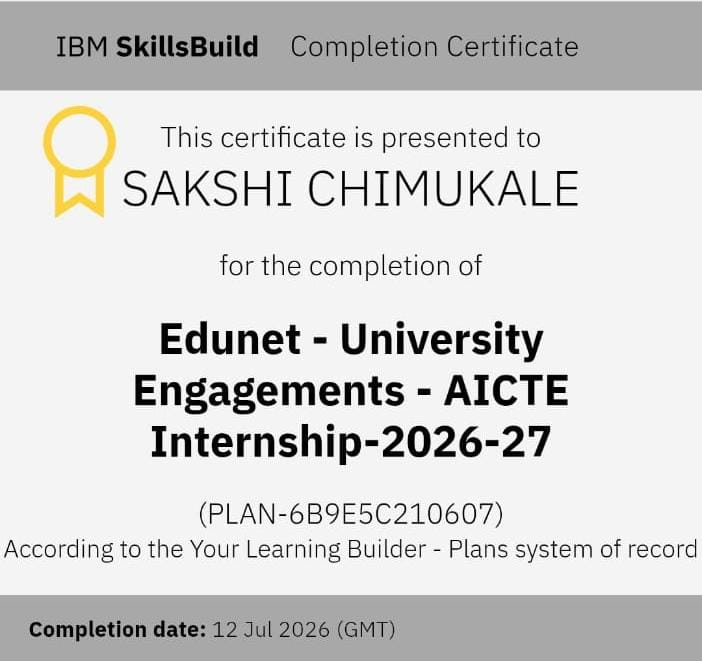 IBM SkillsBuild Completion Certificate
This certificate is presented to
SAKSHI CHIMUKALE
for the completion of
Edunet - University
Engagements - AICTE
Internship-2026-27
(PLAN-6B9E5C210607)
According to the Your Learning Builder - Plans system of record
Completion date: 12 Jul 2026 (GMT)